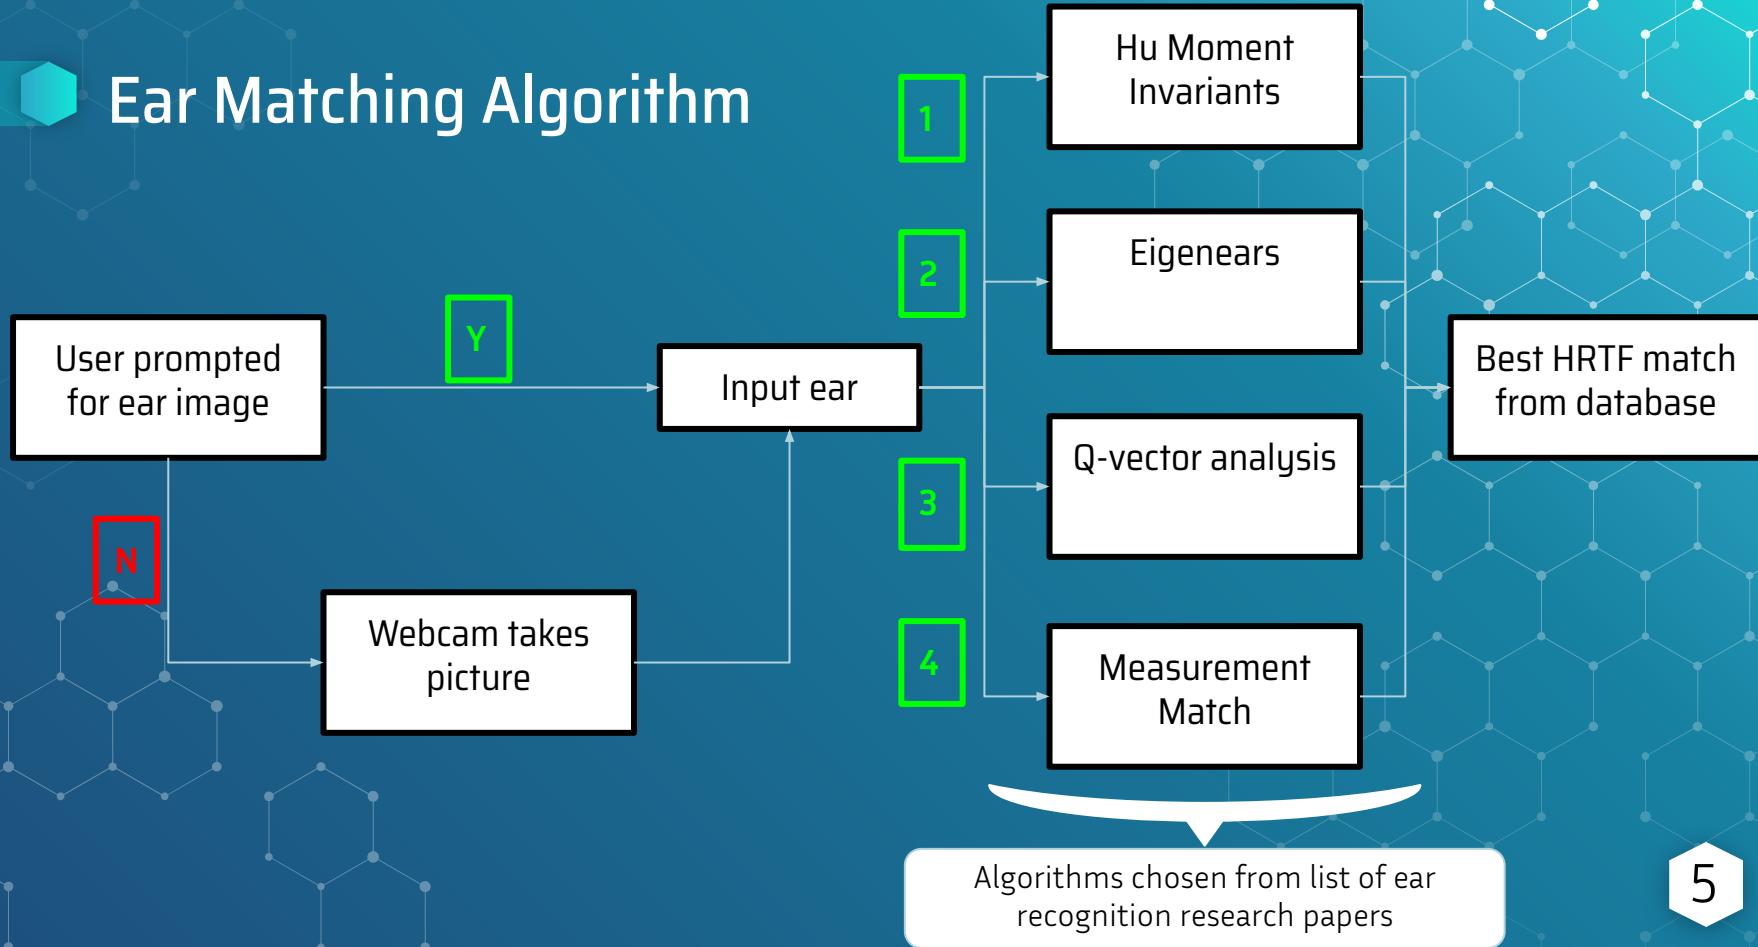 Ear Matching Algorithm
User prompted
for ear image
Y
N
Webcam takes
picture
Input ear
1
2
3
4
Hu Moment
Invariants
Eigenears
Q-vector analysis
Measurement
Match
Best HRTF match
from database
Algorithms chosen from list of ear
recognition research papers
5